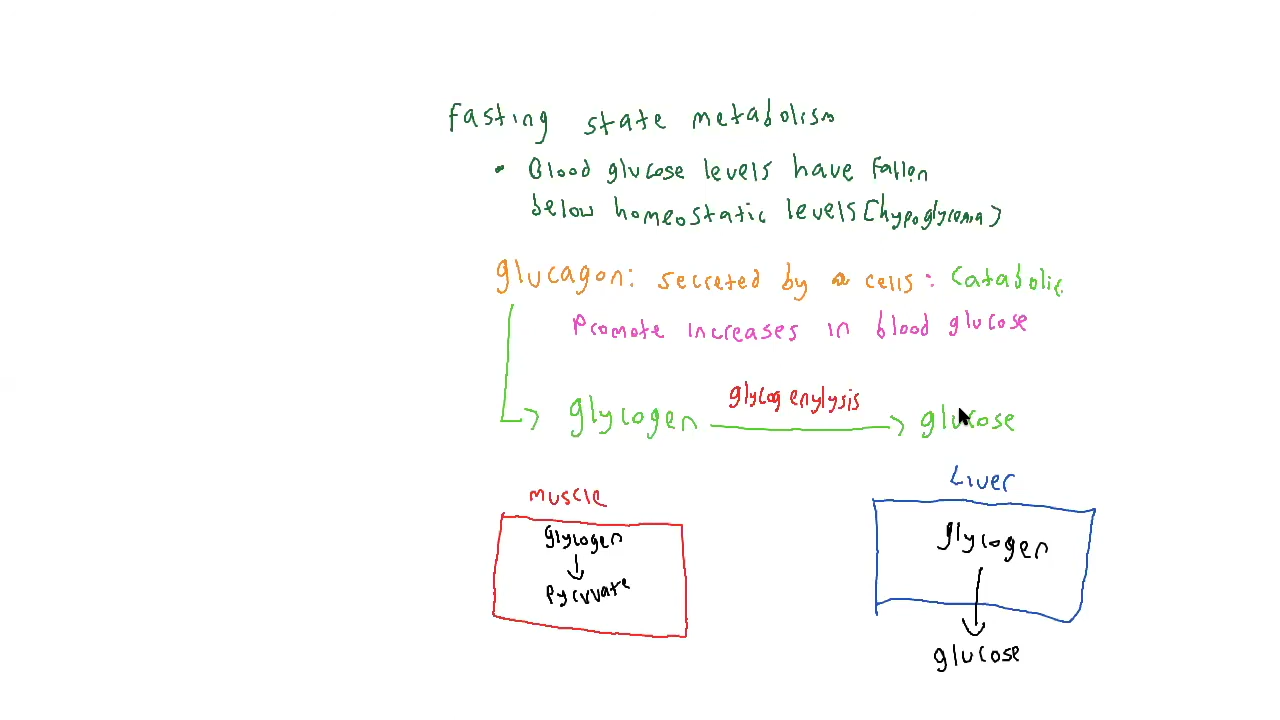 Fasting state metabolism
• Blood glucose levels have fallen
below homeostatic levels (hypoglycemia)
glucagon: secreted by α cells: Catabolic
Promote increases in blood glucose
glycogenylysis
glycogen → glucose
Liver
Muscle
glycogen
↓
Pyruvate
glycogen
↓
glucose